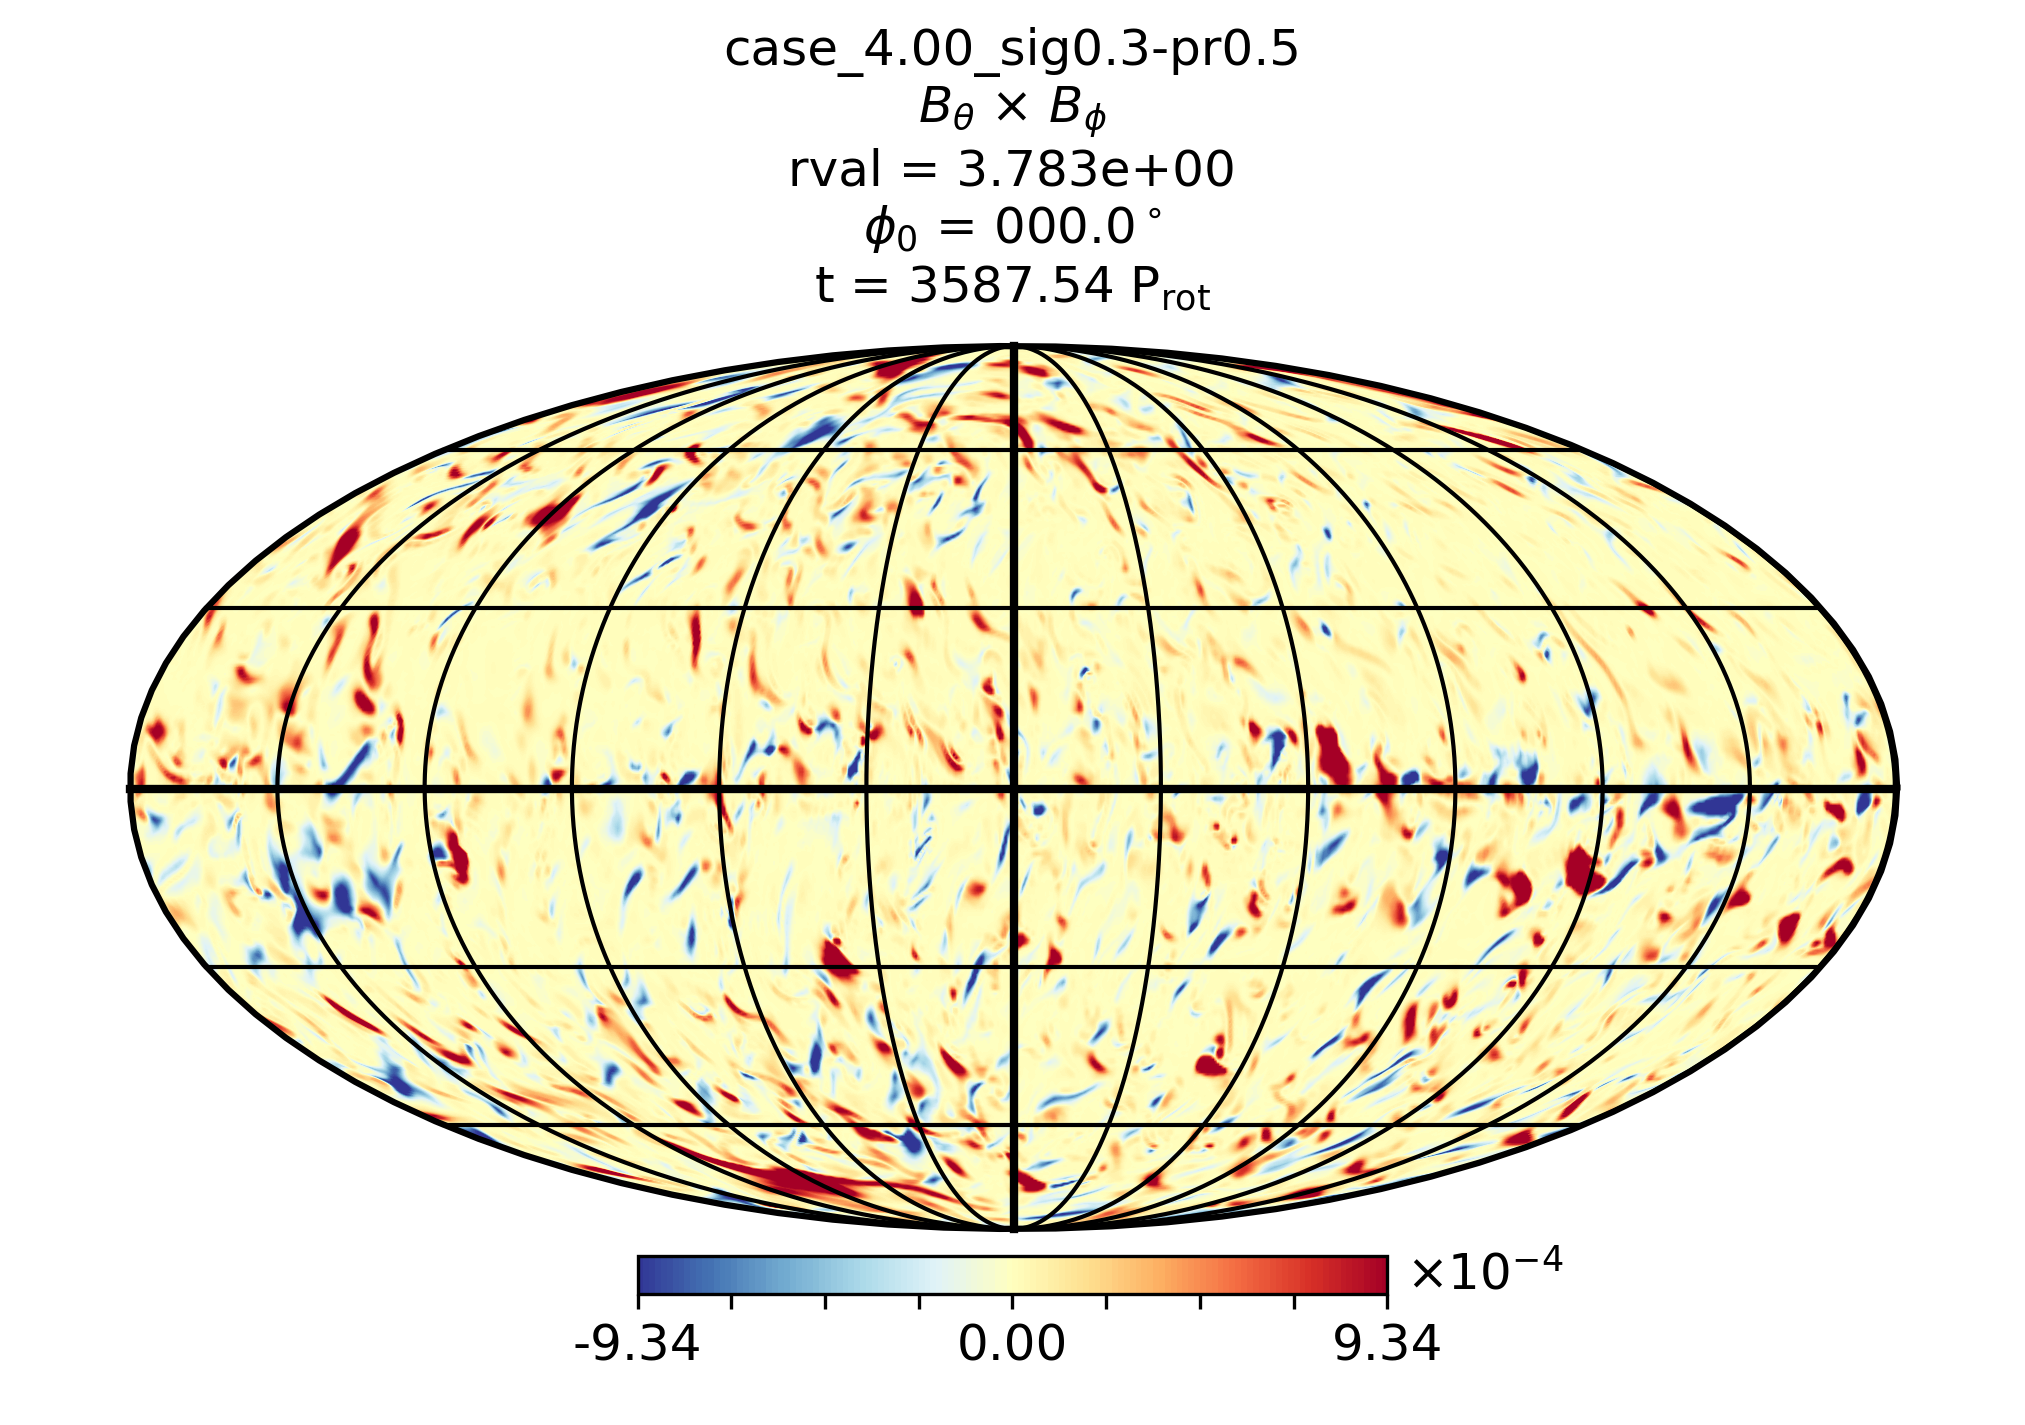 case_4.00_sig0.3-pr0.5
B_θ × B_ϕ
rval = 3.783e+00
ϕ_0 = 000.0°
t = 3587.54 P_rot
×10^−4
-9.34 0.00 9.34